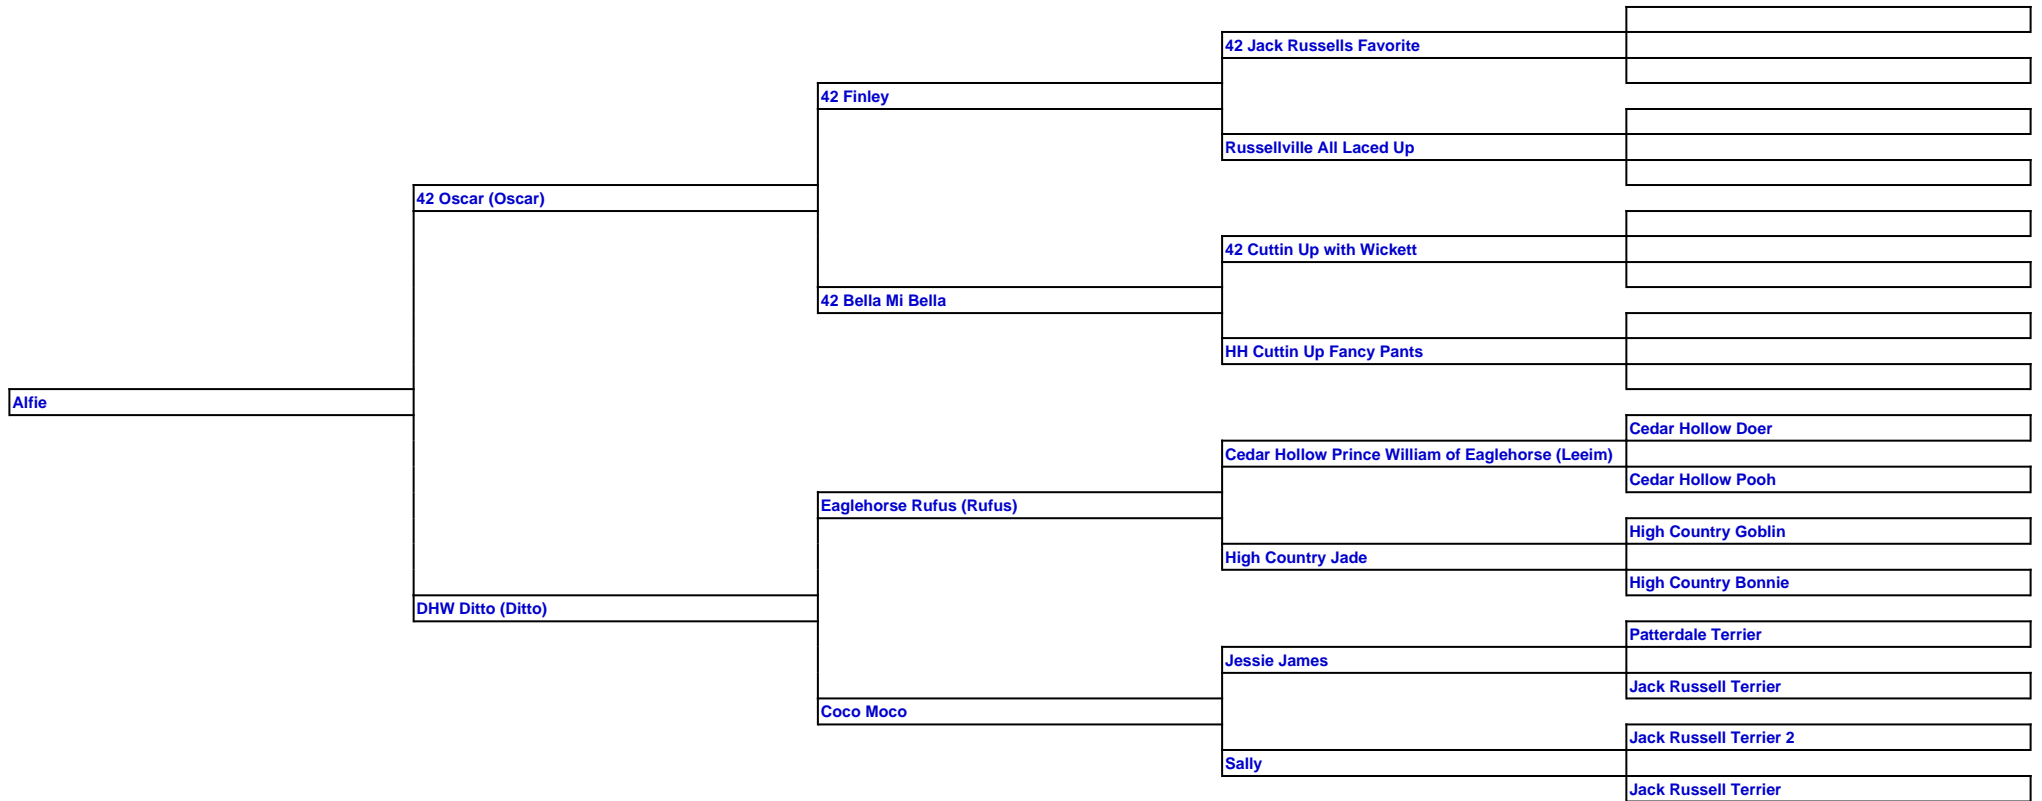 42 Jack Russells Favorite
42 Finley
Russellville All Laced Up
42 Oscar (Oscar)
42 Cuttin Up with Wickett
42 Bella Mi Bella
HH Cuttin Up Fancy Pants
Alfie
Cedar Hollow Doer
Cedar Hollow Prince William of Eaglehorse (Leeim)
Cedar Hollow Pooh
Eaglehorse Rufus (Rufus)
High Country Goblin
High Country Jade
High Country Bonnie
DHW Ditto (Ditto)
Patterdale Terrier
Jessie James
Jack Russell Terrier
Coco Moco
Jack Russell Terrier 2
Sally
Jack Russell Terrier